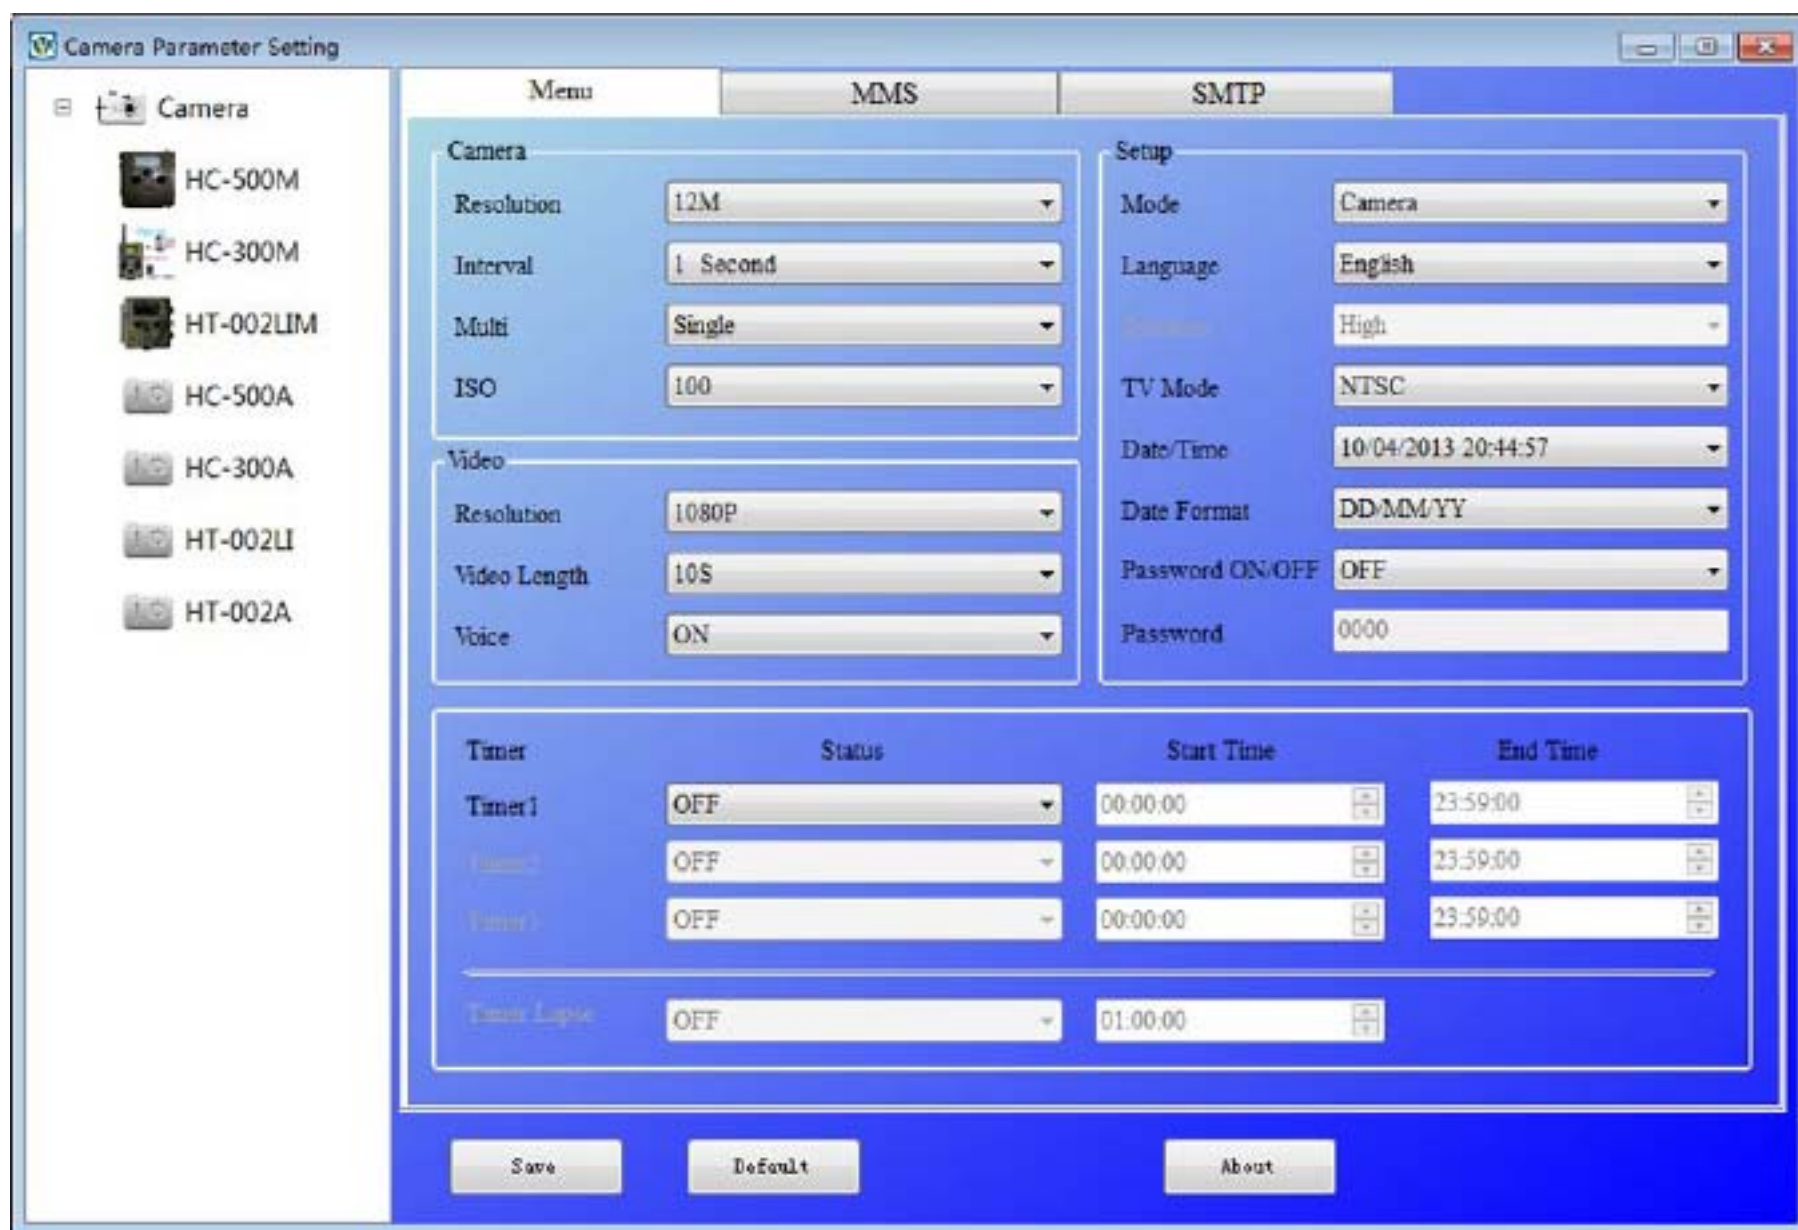 Camera Parameter Setting
Camera
HC-500M
HC-300M
HT-002LIM
HC-500A
HC-300A
HT-002LI
HT-002A
Menu MMS SMTP
Camera
Resolution 12M
Interval 1 Second
Multi Single
ISO 100
Video
Resolution 1080P
Video Length 10S
Voice ON
Setup
Mode Camera
Language English
High
TV Mode NTSC
Date/Time 10/04/2013 20:44:57
Date Format DD/MM/YY
Password ON/OFF OFF
Password 0000
Timer Status Start Time End Time
Timer1 OFF 00:00:00 23:59:00
Timer2 OFF 00:00:00 23:59:00
Timer3 OFF 00:00:00 23:59:00
Timer Lapse OFF 01:00:00
Save Default About